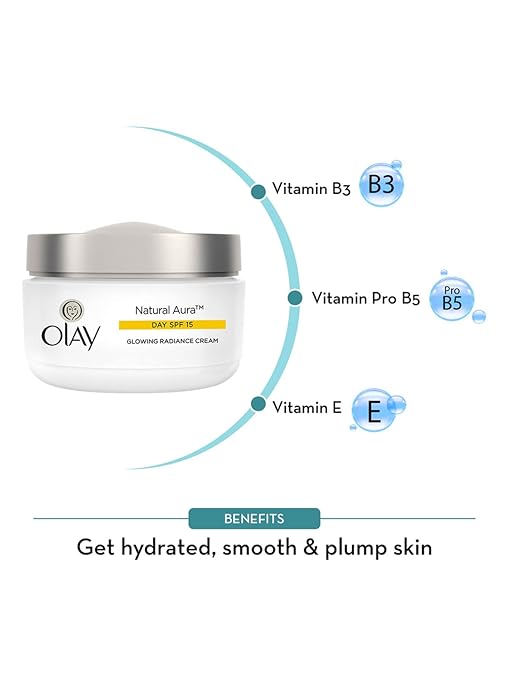 Vitamin B3
B3
Vitamin Pro B5
Pro
B5
Vitamin E
E
OLAY
Natural Aura™
DAY SPF 15
GLOWING RADIANCE CREAM
BENEFITS
Get hydrated, smooth & plump skin